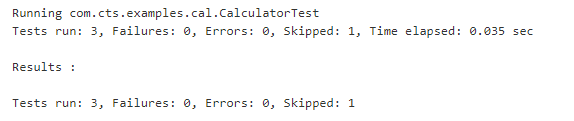 Running com.cts.examples.cal.CalculatorTest
Tests run: 3, Failures: 0, Errors: 0, Skipped: 1, Time elapsed: 0.035 sec
Results :
Tests run: 3, Failures: 0, Errors: 0, Skipped: 1